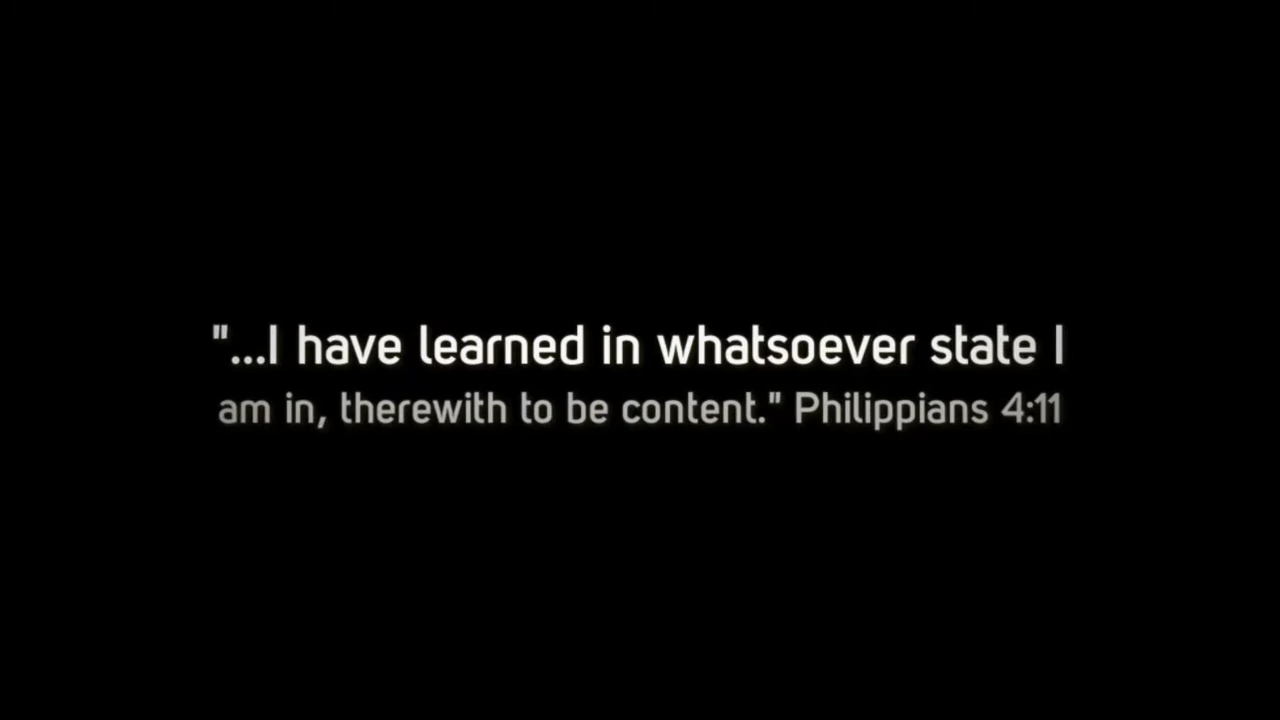 "...I have learned in whatsoever state I
am in, therewith to be content." Philippians 4:11